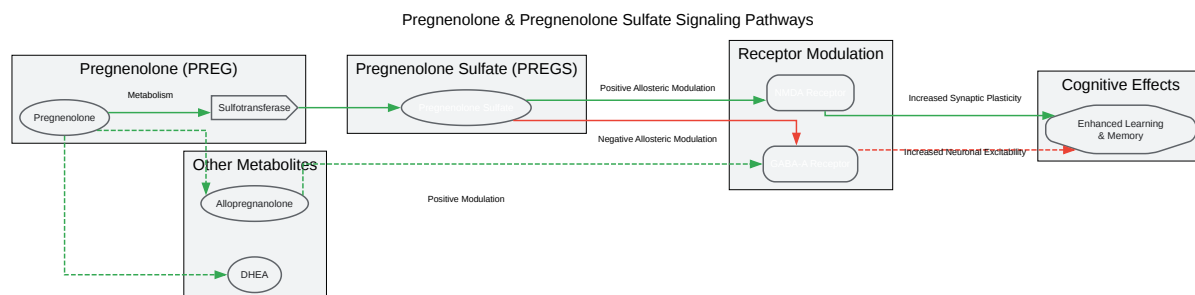 Pregnenolone & Pregnenolone Sulfate Signaling Pathways
Pregnenolone (PREG)
Metabolism
Pregnenolone
Sulfotransferase
Pregnenolone Sulfate (PREGS)
Pregnenolone Sulfate
Positive Allosteric Modulation
Negative Allosteric Modulation
Receptor Modulation
NMDA Receptor
GABA-A Receptor
Increased Synaptic Plasticity
Increased Neuronal Excitability
Cognitive Effects
Enhanced Learning
& Memory
Other Metabolites
Allopregnanolone
Positive Modulation
DHEA